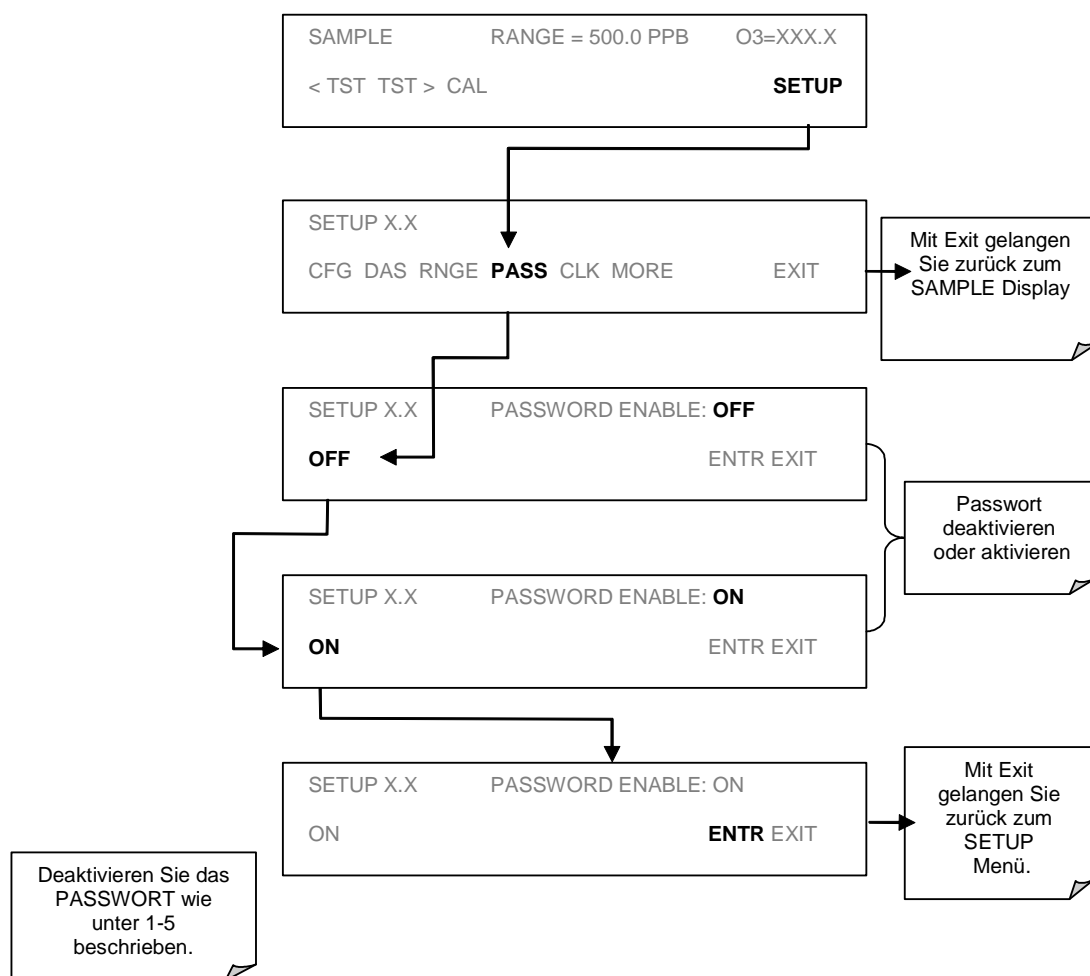 SAMPLE RANGE = 500.0 PPB O3=XXX.X
< TST TST > CAL SETUP
SETUP X.X
CFG DAS RNGE PASS CLK MORE EXIT
Mit Exit gelangen
Sie zurück zum
SAMPLE Display
SETUP X.X PASSWORD ENABLE: OFF
OFF ENTR EXIT
Passwort
deaktivieren
oder aktivieren
SETUP X.X PASSWORD ENABLE: ON
ON ENTR EXIT
SETUP X.X PASSWORD ENABLE: ON
ON ENTR EXIT
Mit Exit
gelangen Sie
zurück zum
SETUP
Menü.
Deaktivieren Sie das
PASSWORT wie
unter 1-5
beschrieben.